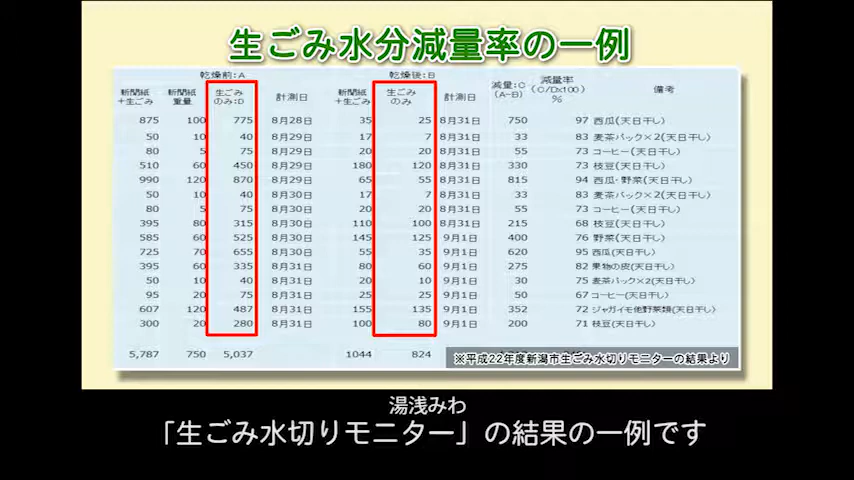 生ごみ水分減量率の一例
乾燥前:A 乾燥後:B
新聞紙+生ごみ 新聞紙重量 生ごみのみ:D 計測日 新聞紙+生ごみ 生ごみのみ 計測日 減量:C(A-B) 減量率(C/D×100)% 備考
875 100 775 8月28日 35 25 8月31日 750 97 西瓜(天日干し)
50 10 40 8月29日 17 7 8月31日 33 83 麦茶パック×2(天日干し)
80 5 75 8月29日 20 20 8月31日 55 73 コーヒー(天日干し)
510 60 450 8月29日 180 120 8月31日 330 73 枝豆(天日干し)
990 120 870 8月29日 65 55 8月31日 815 94 西瓜・野菜(天日干し)
50 10 40 8月30日 17 7 8月31日 33 83 麦茶パック×2(天日干し)
80 5 75 8月30日 20 20 8月31日 55 73 コーヒー(天日干し)
395 80 315 8月30日 110 100 8月31日 215 68 枝豆(天日干し)
585 60 525 8月30日 145 125 9月1日 400 76 野菜(天日干し)
725 70 655 8月30日 55 35 9月1日 620 95 西瓜(天日干し)
395 60 335 8月31日 80 60 9月1日 275 82 果物の皮(天日干し)
50 10 40 8月31日 20 10 9月1日 30 75 麦茶パック×2(天日干し)
95 20 75 8月31日 25 25 9月1日 50 67 コーヒー(天日干し)
607 120 487 8月31日 155 135 9月1日 352 72 ジャガイモ他野菜類(天日干し)
300 20 280 8月31日 100 80 9月1日 200 71 枝豆(天日干し)
5,787 750 5,037 1044 824
※平成22年度新潟市生ごみ水切りモニターの結果より
湯浅みわ
「生ごみ水切りモニター」の結果の一例です